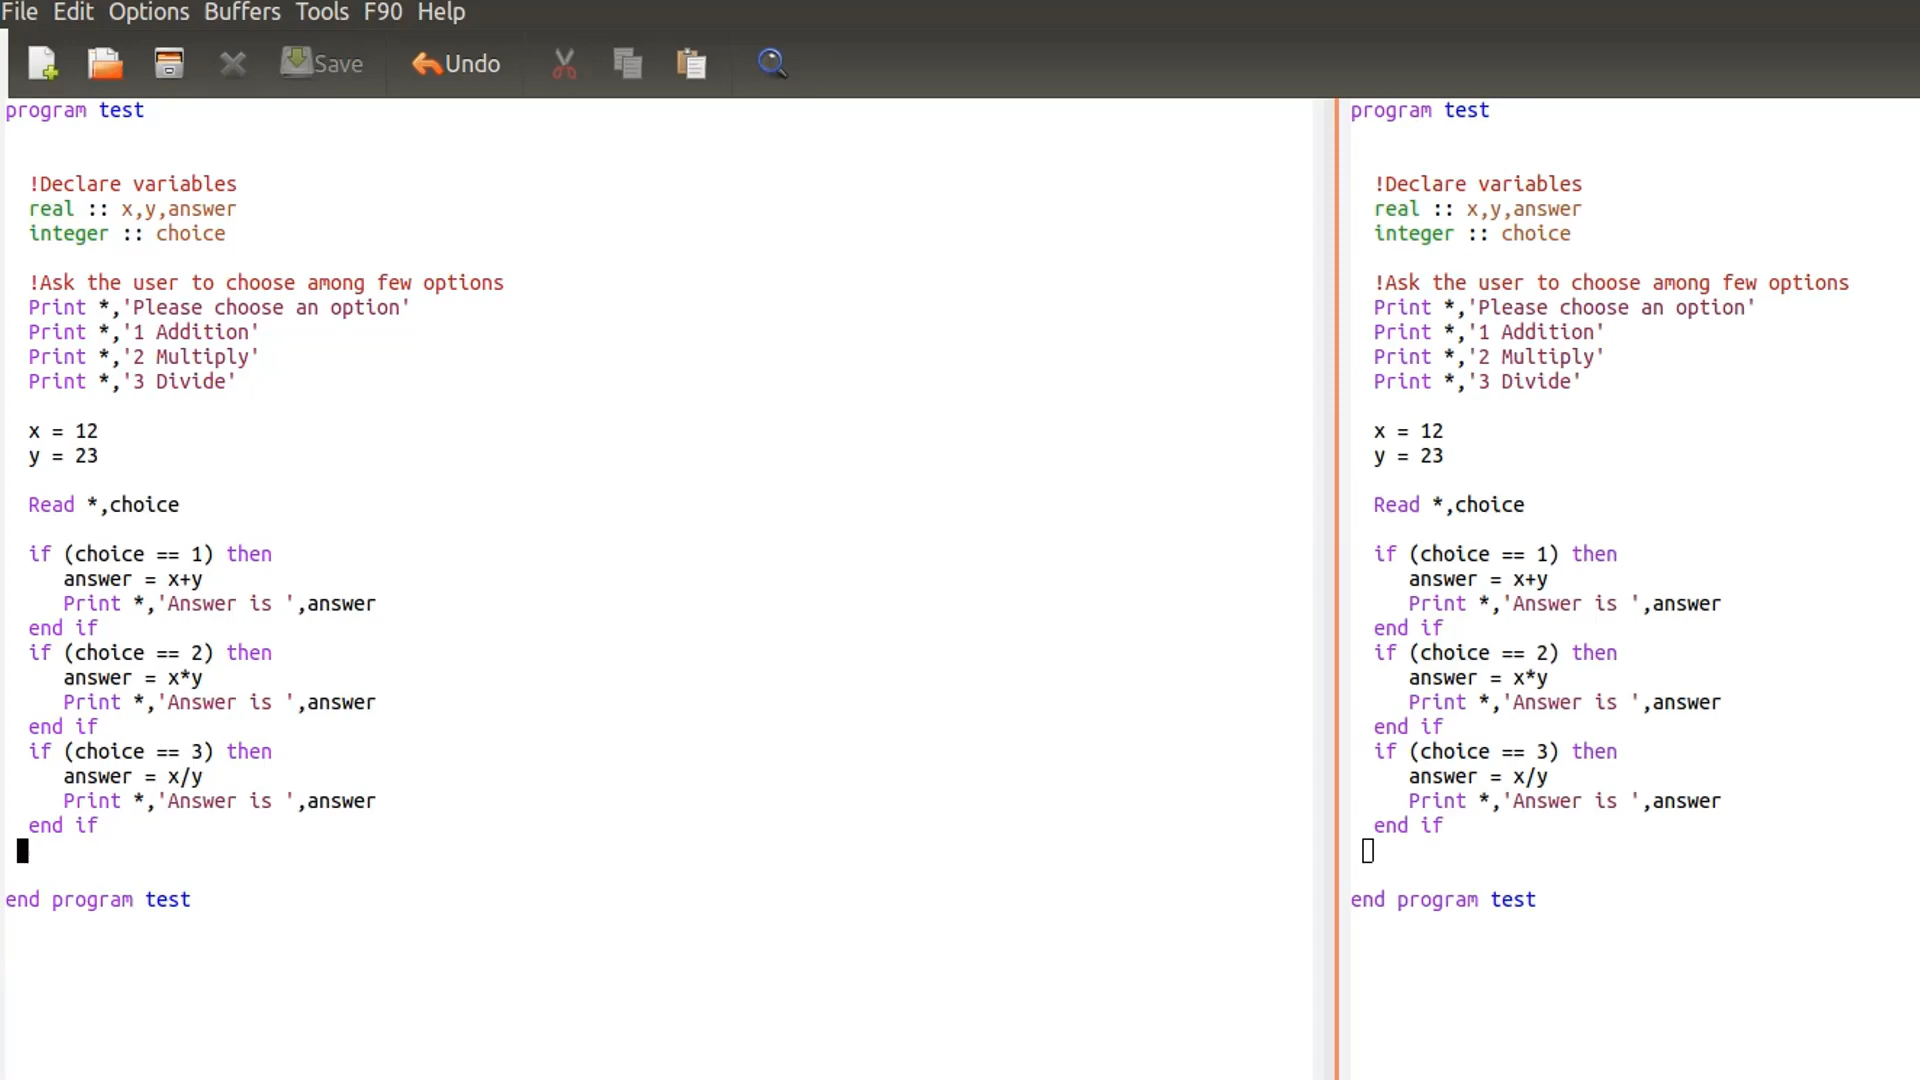 File Edit Options Buffers Tools F90 Help
Save Undo
program test
!Declare variables
real :: x,y,answer
integer :: choice
!Ask the user to choose among few options
Print *,'Please choose an option'
Print *,'1 Addition'
Print *,'2 Multiply'
Print *,'3 Divide'
x = 12
y = 23
Read *,choice
if (choice == 1) then
answer = x+y
Print *,'Answer is ',answer
end if
if (choice == 2) then
answer = x*y
Print *,'Answer is ',answer
end if
if (choice == 3) then
answer = x/y
Print *,'Answer is ',answer
end if
end program test
program test
!Declare variables
real :: x,y,answer
integer :: choice
!Ask the user to choose among few options
Print *,'Please choose an option'
Print *,'1 Addition'
Print *,'2 Multiply'
Print *,'3 Divide'
x = 12
y = 23
Read *,choice
if (choice == 1) then
answer = x+y
Print *,'Answer is ',answer
end if
if (choice == 2) then
answer = x*y
Print *,'Answer is ',answer
end if
if (choice == 3) then
answer = x/y
Print *,'Answer is ',answer
end if
end program test